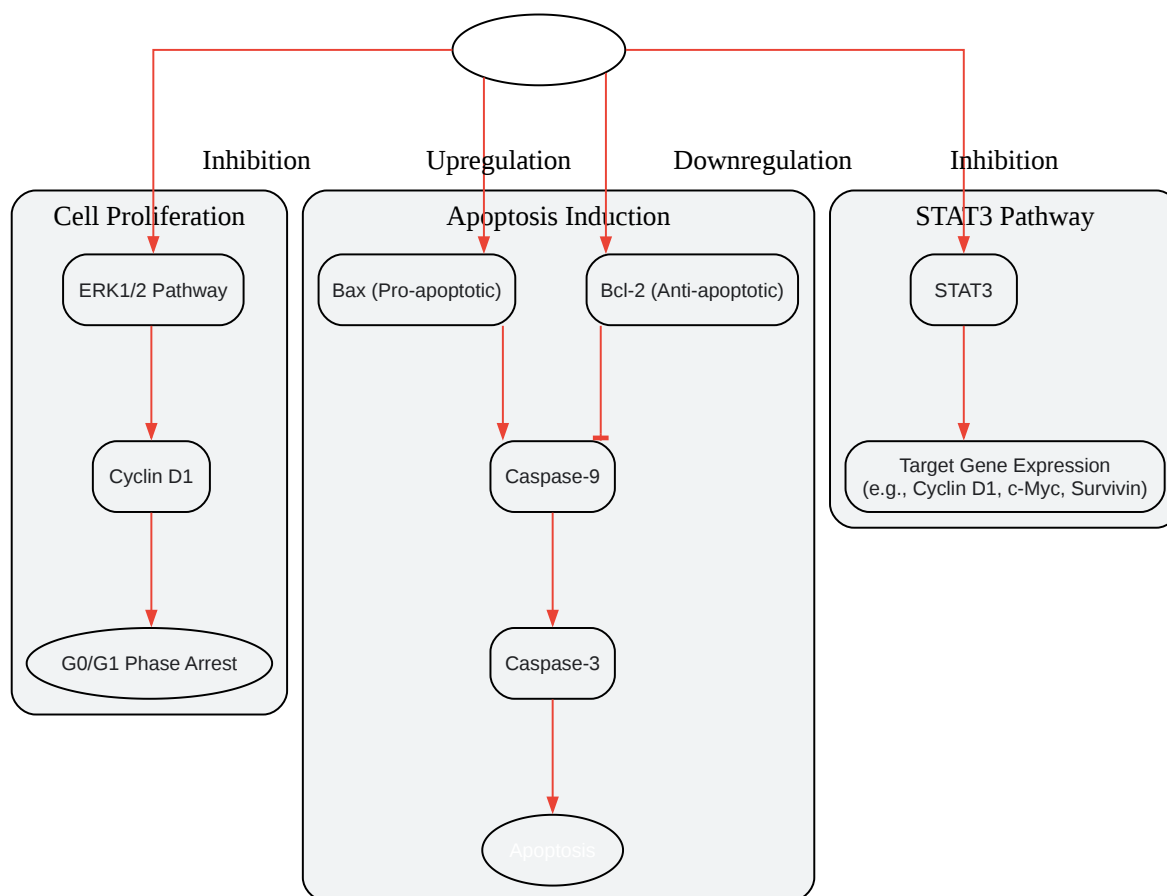 Inhibition
Upregulation
Downregulation
Inhibition
Cell Proliferation
Apoptosis Induction
STAT3 Pathway
ERK1/2 Pathway
Bax (Pro-apoptotic)
Bcl-2 (Anti-apoptotic)
STAT3
Cyclin D1
Caspase-9
Target Gene Expression
(e.g., Cyclin D1, c-Myc, Survivin)
G0/G1 Phase Arrest
Caspase-3
Apoptosis